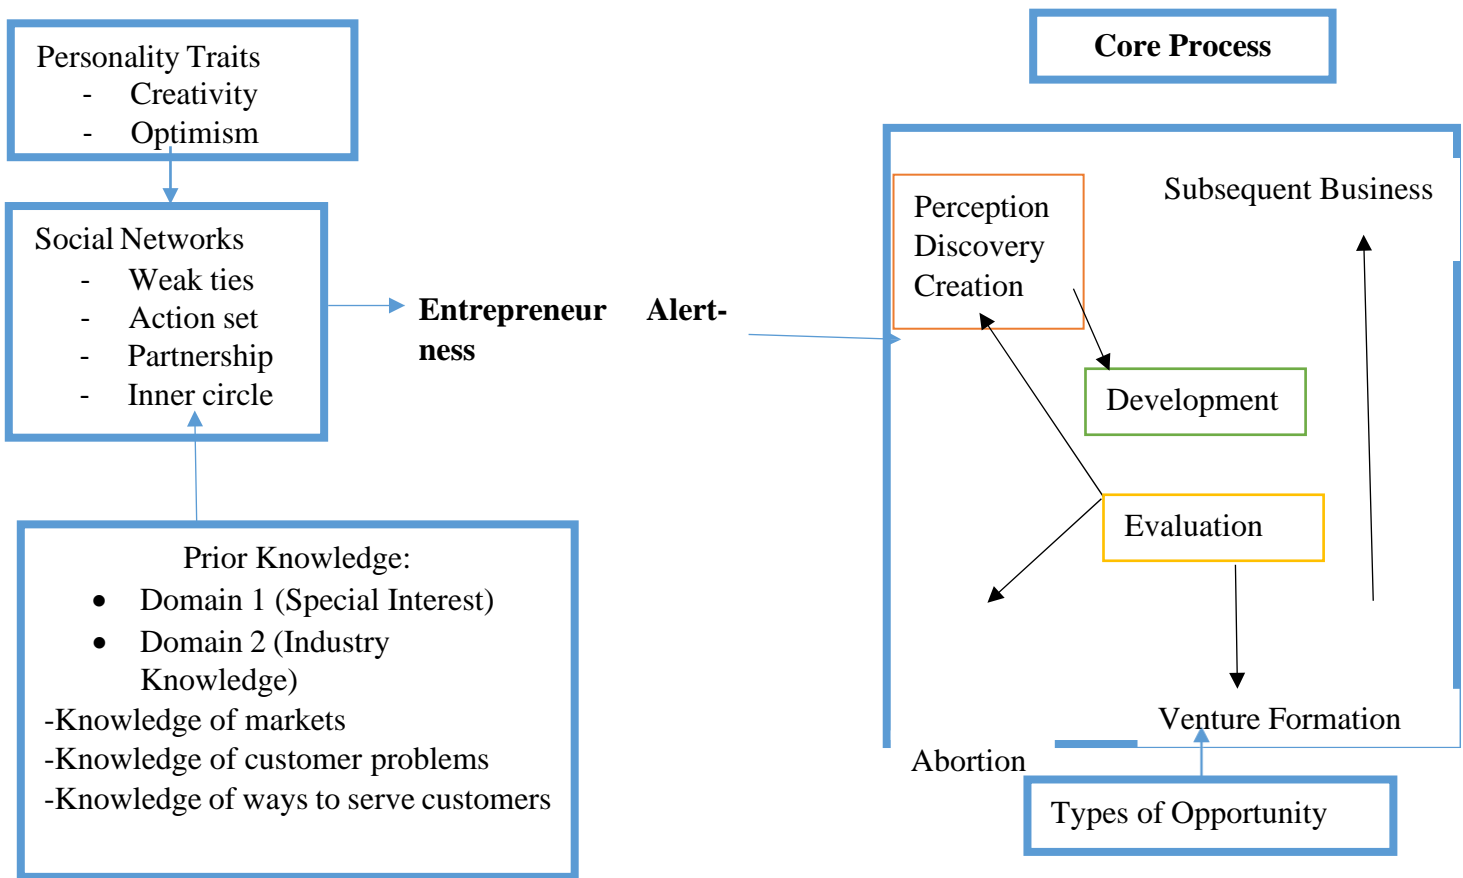 Personality Traits
- Creativity
- Optimism
Social Networks
- Weak ties
- Action set
- Partnership
- Inner circle
Prior Knowledge:
• Domain 1 (Special Interest)
• Domain 2 (Industry
Knowledge)
-Knowledge of markets
-Knowledge of customer problems
-Knowledge of ways to serve customers
Entrepreneur Alert-
ness
Core Process
Perception
Discovery
Creation
Subsequent Business
Development
Evaluation
Venture Formation
Abortion
Types of Opportunity